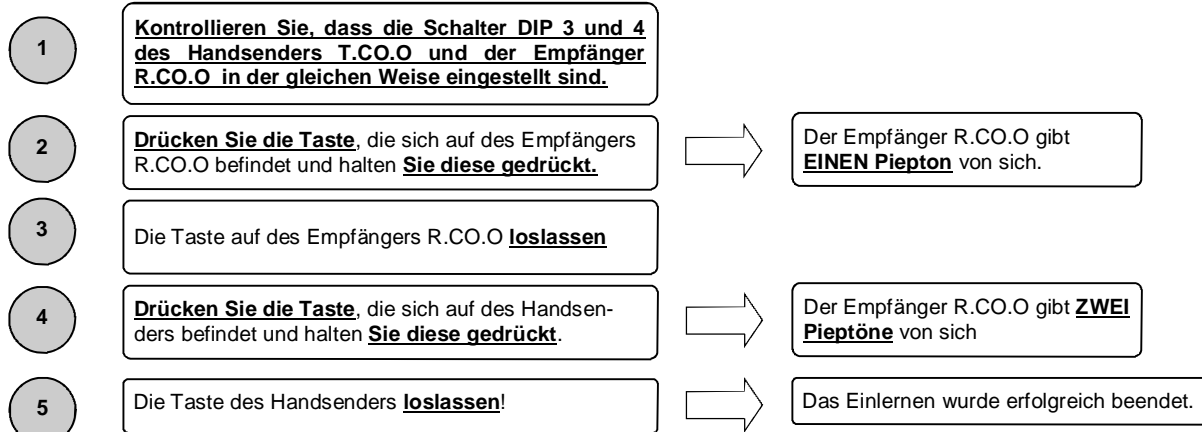 1
Kontrollieren Sie, dass die Schalter DIP 3 und 4
des Handsenders T.CO.O und der Empfänger
R.CO.O in der gleichen Weise eingestellt sind.
2
Drücken Sie die Taste, die sich auf des Empfängers
R.CO.O befindet und halten Sie diese gedrückt.
Der Empfänger R.CO.O gibt
EINEN Piepton von sich.
3
Die Taste auf des Empfängers R.CO.O loslassen
4
Drücken Sie die Taste, die sich auf des Handsen-
ders befindet und halten Sie diese gedrückt.
Der Empfänger R.CO.O gibt ZWEI
Pieptöne von sich
5
Die Taste des Handsenders loslassen!
Das Einlernen wurde erfolgreich beendet.